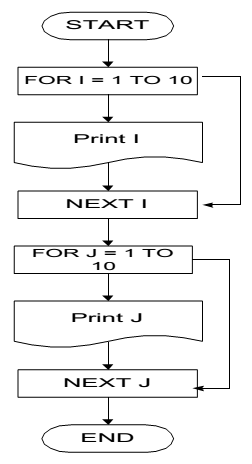 START
FOR I = 1 TO 10
Print I
NEXT I
FOR J = 1 TO
10
Print J
NEXT J
END